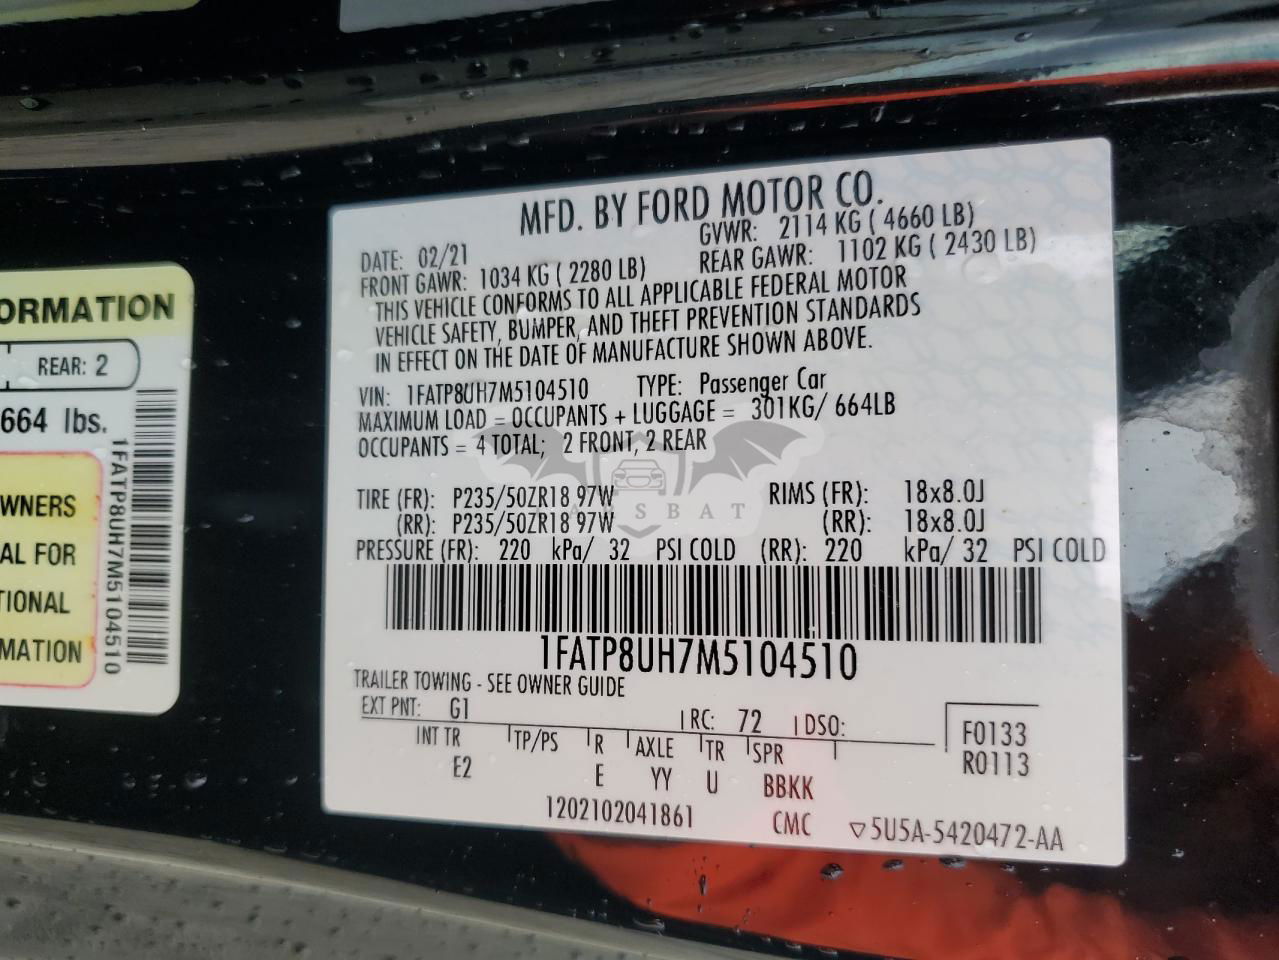 ORMATION
REAR: 2
664 lbs.
WNERS
AL FOR
TIONAL
MATION
1FATP8UH7M5104510
MFD. BY FORD MOTOR CO.
DATE: 02/21 GVWR: 2114 KG ( 4660 LB)
FRONT GAWR: 1034 KG ( 2280 LB) REAR GAWR: 1102 KG ( 2430 LB)
THIS VEHICLE CONFORMS TO ALL APPLICABLE FEDERAL MOTOR
VEHICLE SAFETY, BUMPER, AND THEFT PREVENTION STANDARDS
IN EFFECT ON THE DATE OF MANUFACTURE SHOWN ABOVE.
VIN: 1FATP8UH7M5104510 TYPE: Passenger Car
MAXIMUM LOAD = OCCUPANTS + LUGGAGE = 301KG/ 664LB
OCCUPANTS = 4 TOTAL; 2 FRONT, 2 REAR
TIRE (FR): P235/50ZR18 97W RIMS (FR): 18x8.0J
(RR): P235/50ZR18 97W (RR): 18x8.0J
PRESSURE (FR): 220 kPa/ 32 PSI COLD (RR): 220 kPa/ 32 PSI COLD
1FATP8UH7M5104510
TRAILER TOWING - SEE OWNER GUIDE
EXT PNT: G1 RC: 72 DSO:
INT TR TP/PS R AXLE TR SPR
E2 E YY U BBKK
F0133
R0113
1202102041861 CMC ▽5U5A-5420472-AA